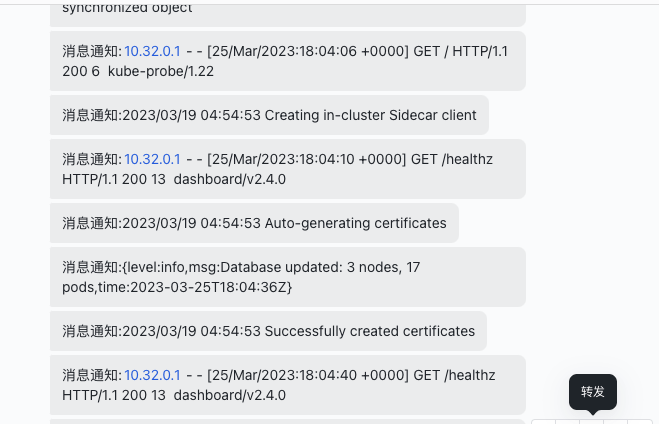 synchronized object
消息通知: 10.32.0.1 - - [25/Mar/2023:18:04:06 +0000] GET / HTTP/1.1
200 6 kube-probe/1.22
消息通知:2023/03/19 04:54:53 Creating in-cluster Sidecar client
消息通知: 10.32.0.1 - - [25/Mar/2023:18:04:10 +0000] GET /healthz
HTTP/1.1 200 13 dashboard/v2.4.0
消息通知:2023/03/19 04:54:53 Auto-generating certificates
消息通知:{level:info,msg:Database updated: 3 nodes, 17
pods,time:2023-03-25T18:04:36Z}
消息通知:2023/03/19 04:54:53 Successfully created certificates
消息通知: 10.32.0.1 - - [25/Mar/2023:18:04:40 +0000] GET /healthz
HTTP/1.1 200 13 dashboard/v2.4.0
转发